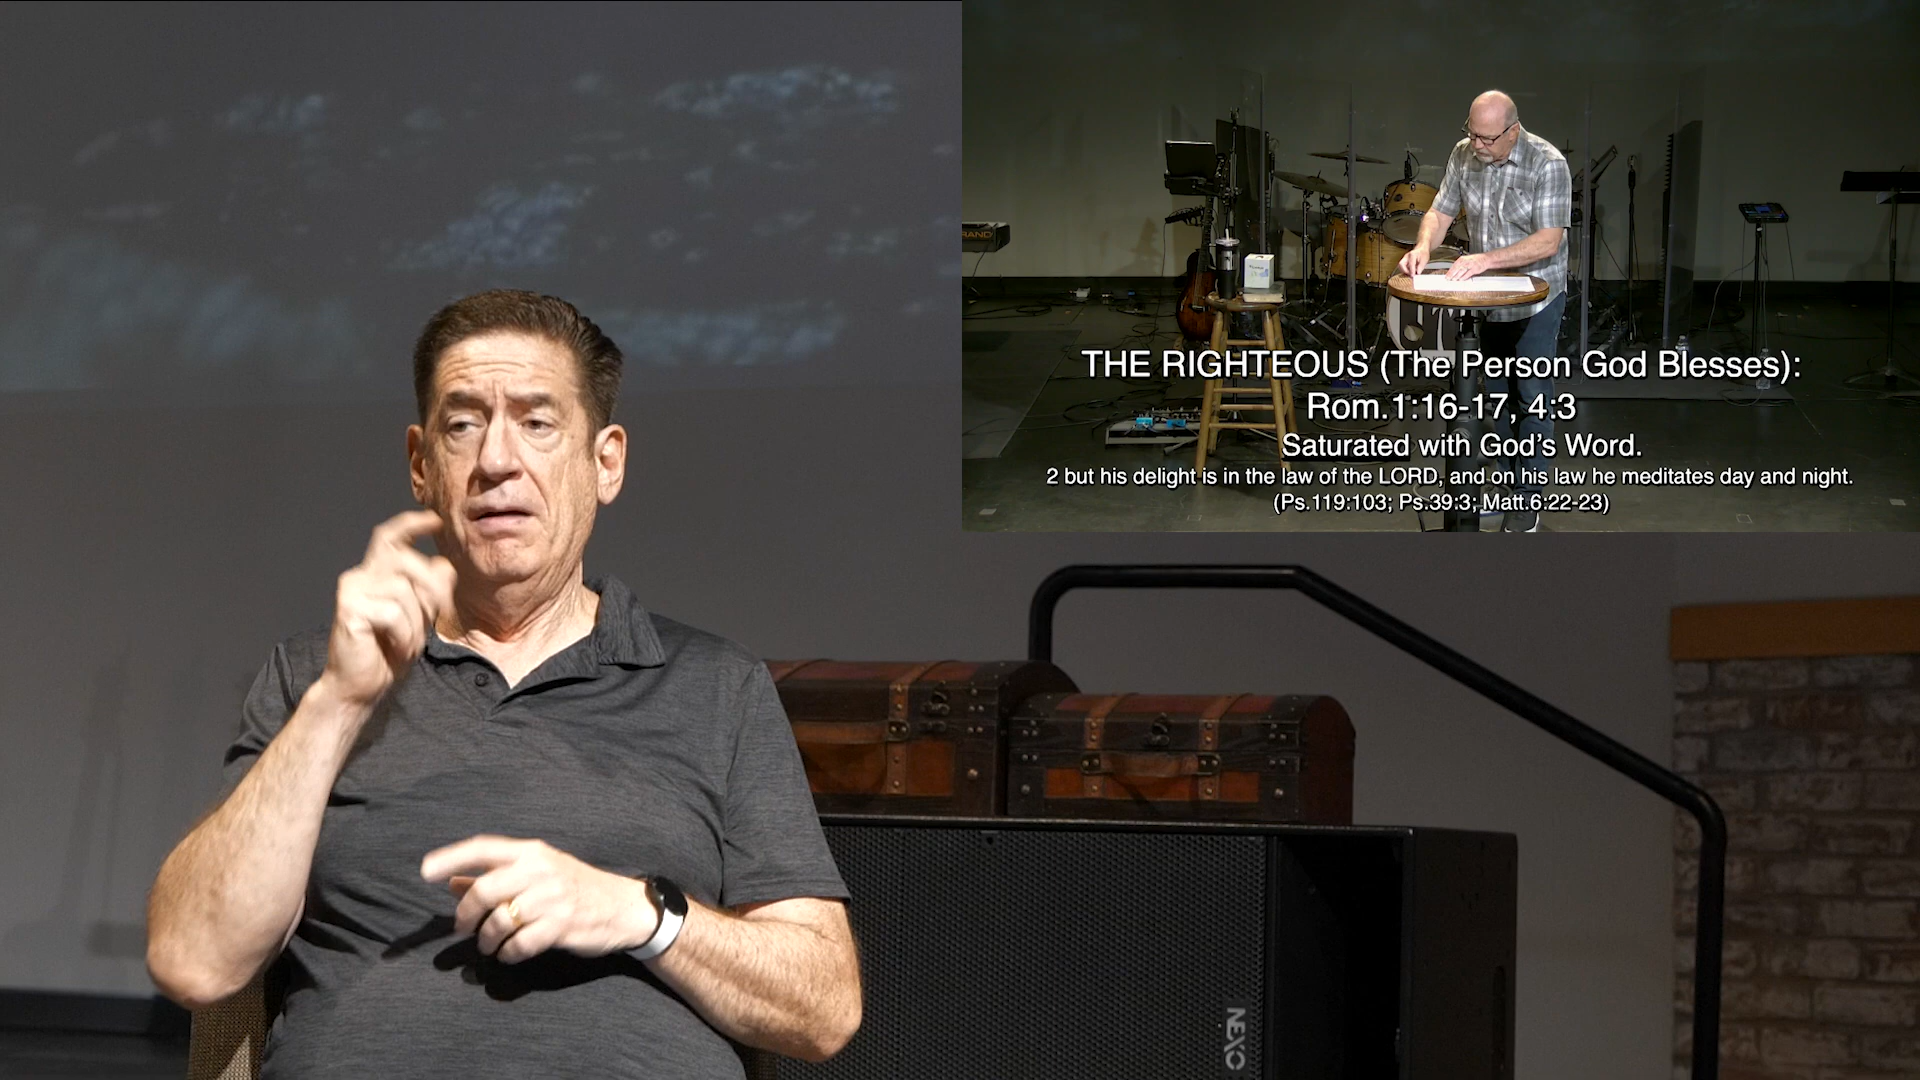 THE RIGHTEOUS (The Person God Blesses):
Rom.1:16-17, 4:3
Saturated with God's Word.
2 but his delight is in the law of the LORD, and on his law he meditates day and night.
(Ps.119:103; Ps.39:3; Matt.6:22-23)
RAND
NEXO